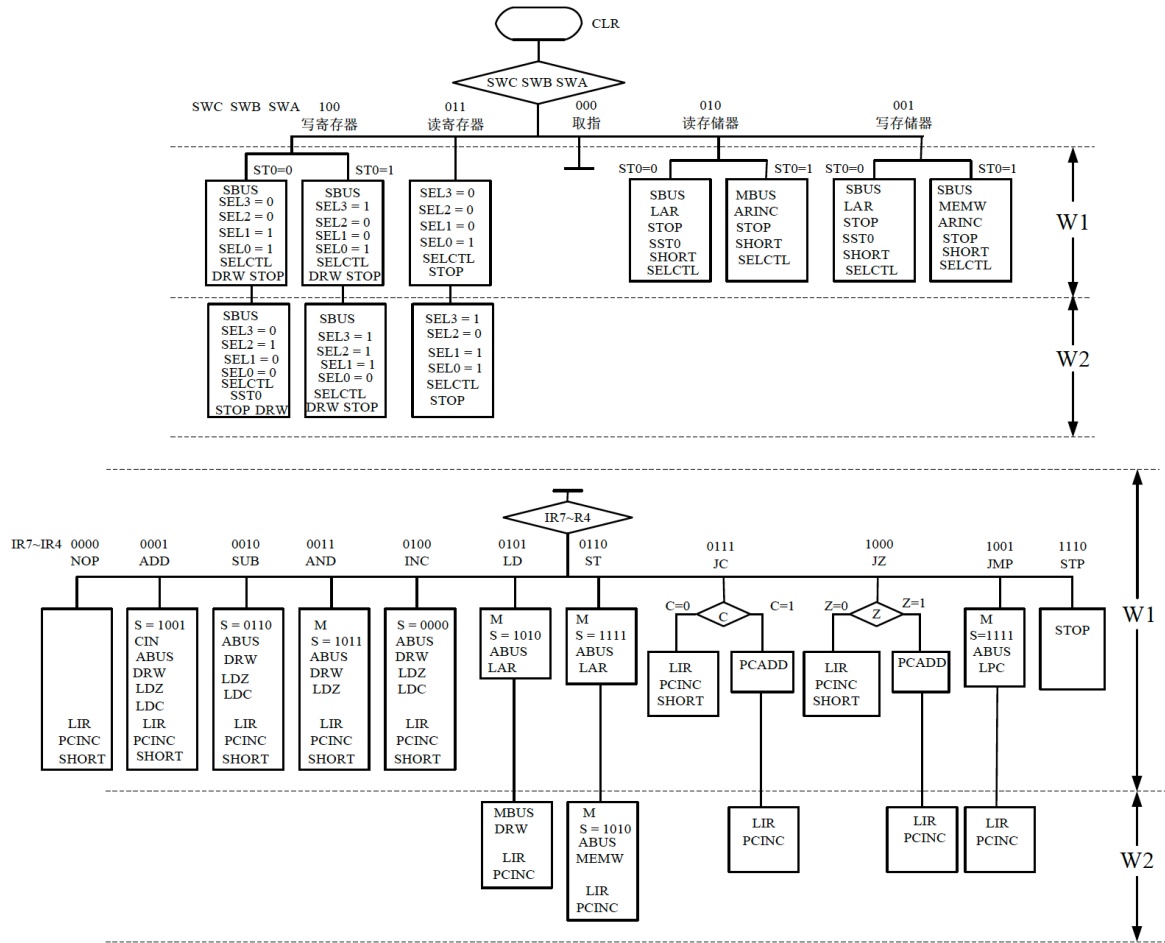 CLR
SWC SWB SWA
SWC SWB SWA
100
写寄存器
011
读寄存器
000
取指
010
读存储器
001
写存储器
ST0=0
ST0=1
ST0=0
ST0=1
ST0=0
ST0=1
SBUS
SEL3 = 0
SEL2 = 0
SEL1 = 1
SEL0 = 1
SELCTL
DRW STOP
SBUS
SEL3 = 1
SEL2 = 0
SEL1 = 0
SEL0 = 1
SELCTL
DRW STOP
SEL3 = 0
SEL2 = 0
SEL1 = 0
SEL0 = 1
SELCTL
STOP
SBUS
LAR
STOP
SST0
SHORT
SELCTL
MBUS
ARINC
STOP
SHORT
SELCTL
SBUS
LAR
STOP
SST0
SHORT
SELCTL
SBUS
MEMW
ARINC
STOP
SHORT
SELCTL
W1
SBUS
SEL3 = 0
SEL2 = 1
SEL1 = 0
SEL0 = 0
SELCTL
SST0
STOP DRW
SBUS
SEL3 = 1
SEL2 = 1
SEL1 = 1
SEL0 = 0
SELCTL
DRW STOP
SEL3 = 1
SEL2 = 0
SEL1 = 1
SEL0 = 1
SELCTL
STOP
W2
IR7~R4
IR7~IR4
0000
NOP
0001
ADD
0010
SUB
0011
AND
0100
INC
0101
LD
0110
ST
0111
JC
1000
JZ
1001
JMP
1110
STP
LIR
PCINC
SHORT
S = 1001
CIN
ABUS
DRW
LDZ
LDC
LIR
PCINC
SHORT
S = 0110
ABUS
DRW
LDZ
LDC
LIR
PCINC
SHORT
M
S = 1011
ABUS
DRW
LDZ
LIR
PCINC
SHORT
S = 0000
ABUS
DRW
LDZ
LDC
LIR
PCINC
SHORT
M
S = 1010
ABUS
LAR
M
S = 1111
ABUS
LAR
C=0
C
C=1
LIR
PCINC
SHORT
PCADD
Z=0
Z
Z=1
LIR
PCINC
SHORT
PCADD
M
S=1111
ABUS
LPC
STOP
W1
MBUS
DRW
LIR
PCINC
M
S = 1010
ABUS
MEMW
LIR
PCINC
LIR
PCINC
LIR
PCINC
LIR
PCINC
W2